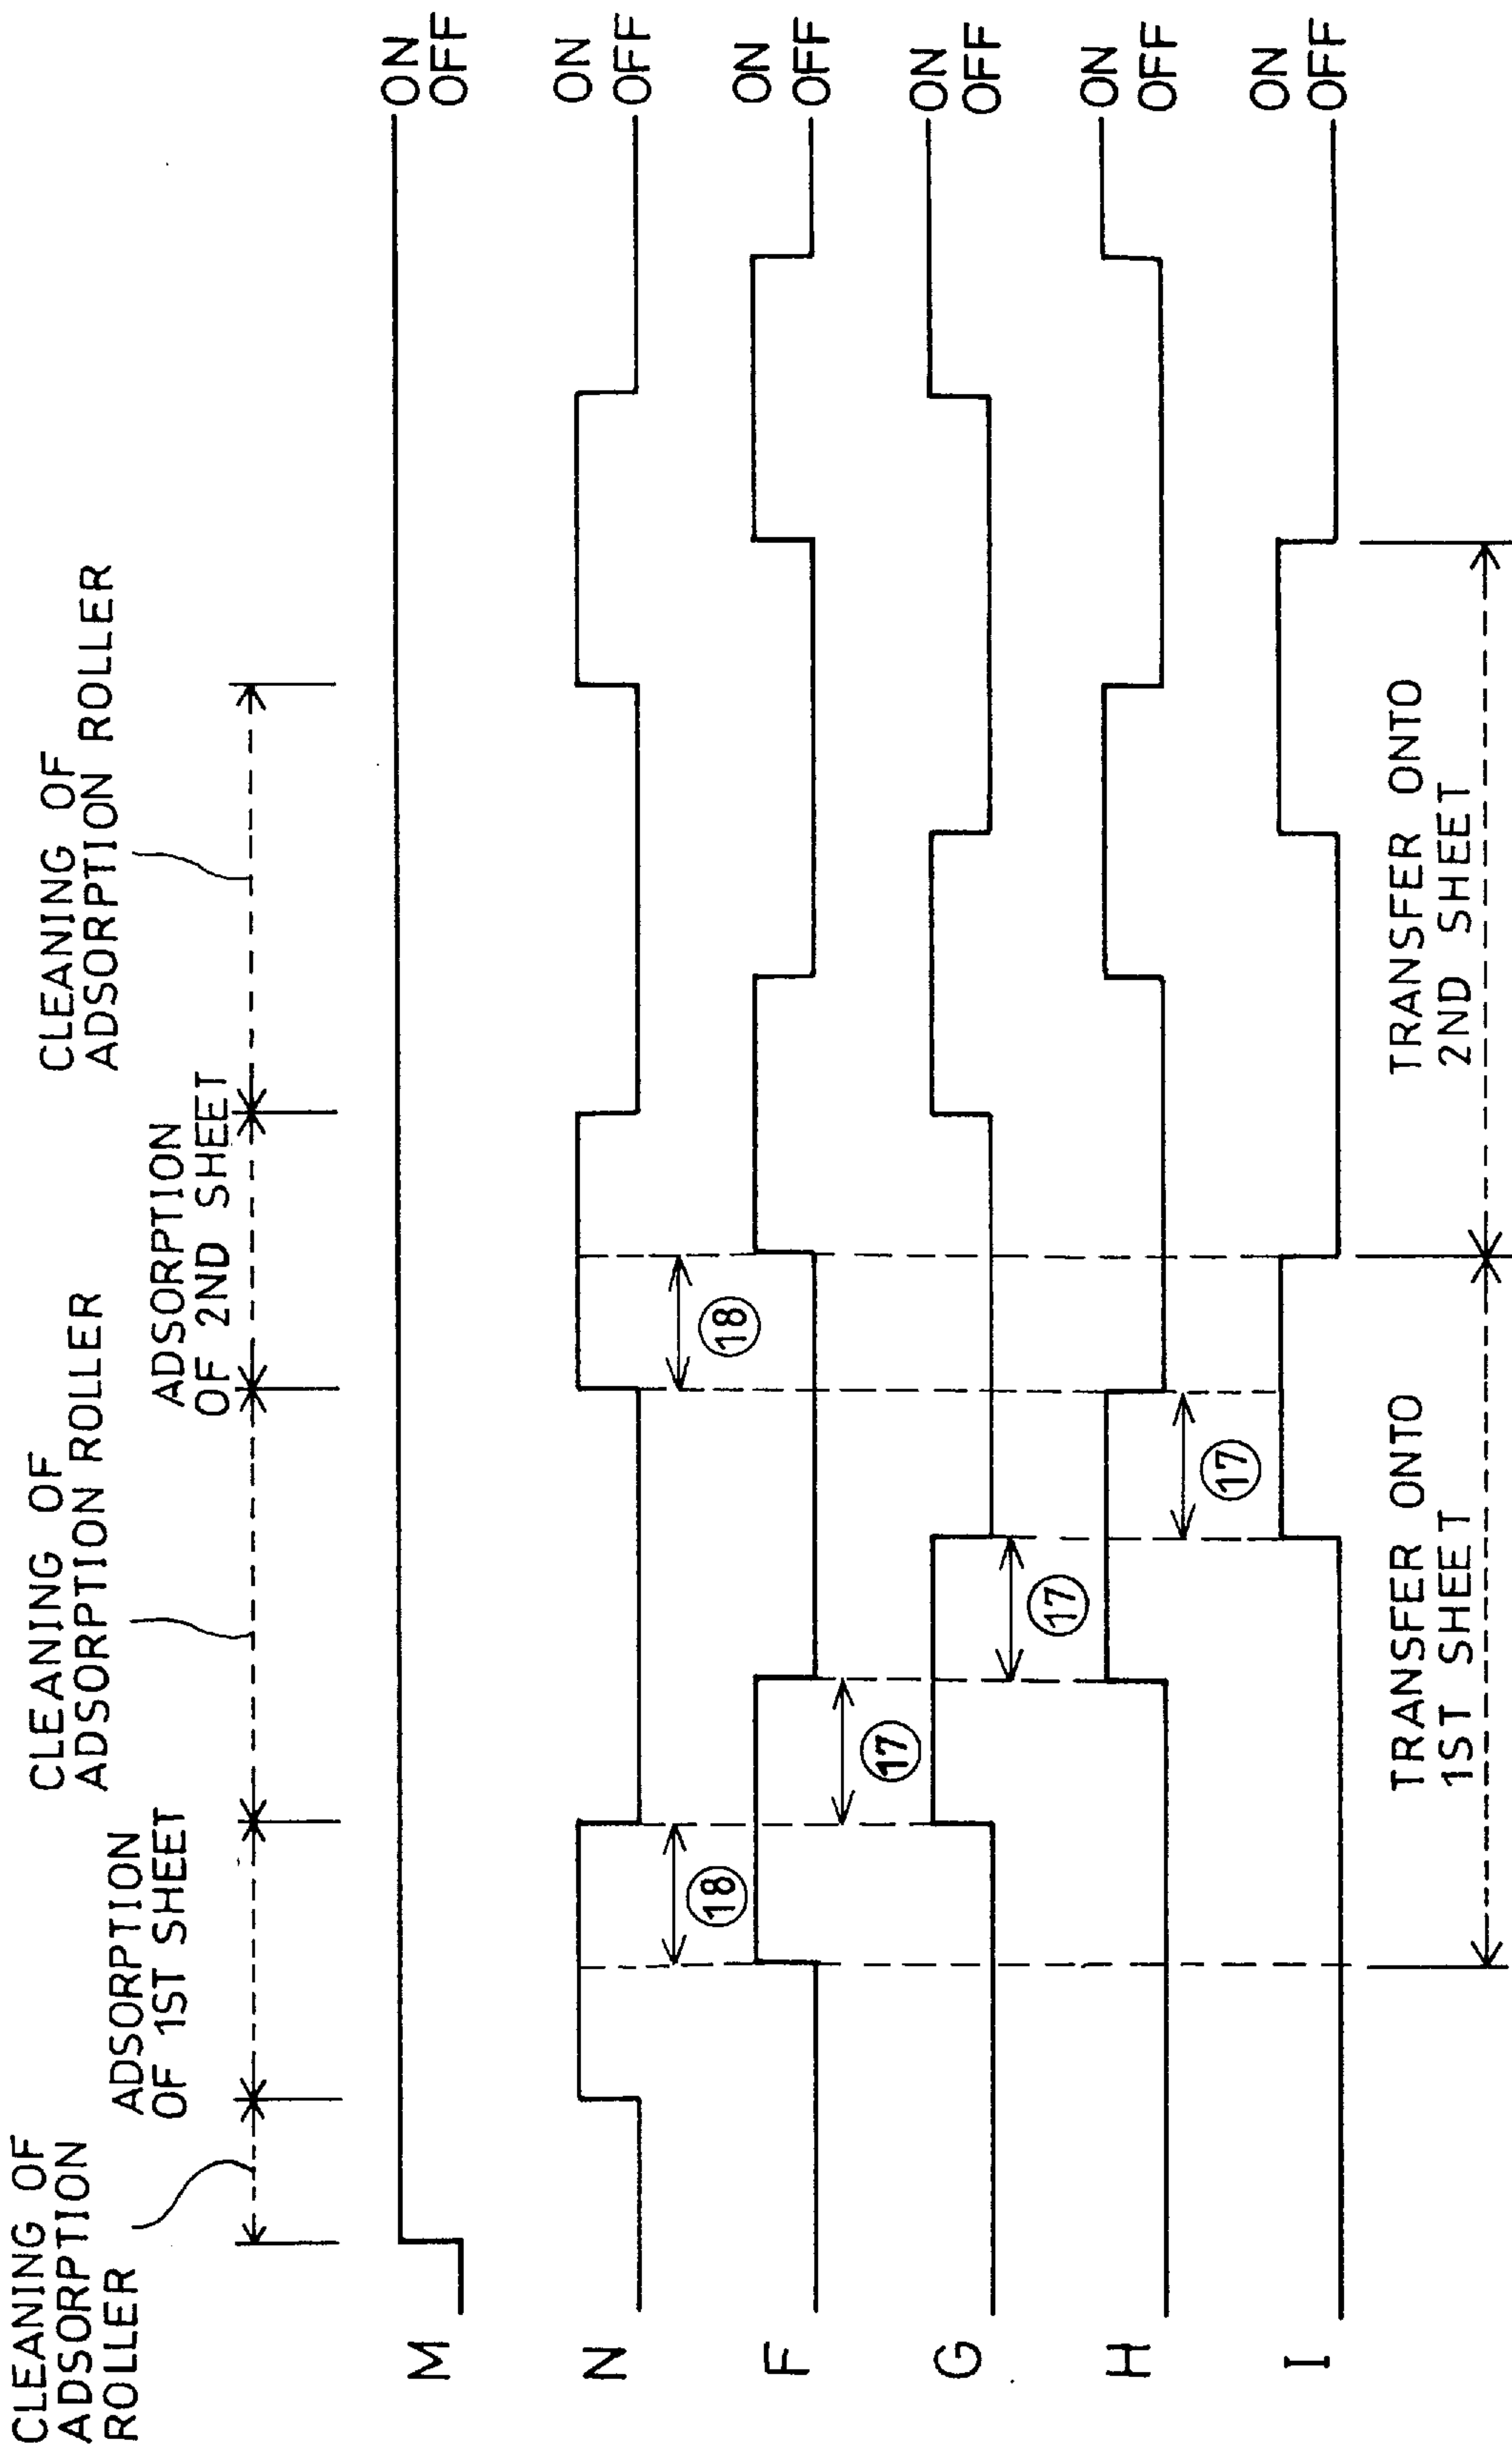 CLEANING OF
ADSORPTION
ROLLER
ADSORPTION
OF 1ST SHEET
CLEANING OF
ADSORPTION ROLLER
ADSORPTION
OF 2ND SHEET
CLEANING OF
ADSORPTION ROLLER
M
ON
OFF
N
ON
OFF
18
18
F
ON
OFF
17
G
ON
OFF
17
H
ON
OFF
17
I
ON
OFF
TRANSFER ONTO
1ST SHEET
TRANSFER ONTO
2ND SHEET